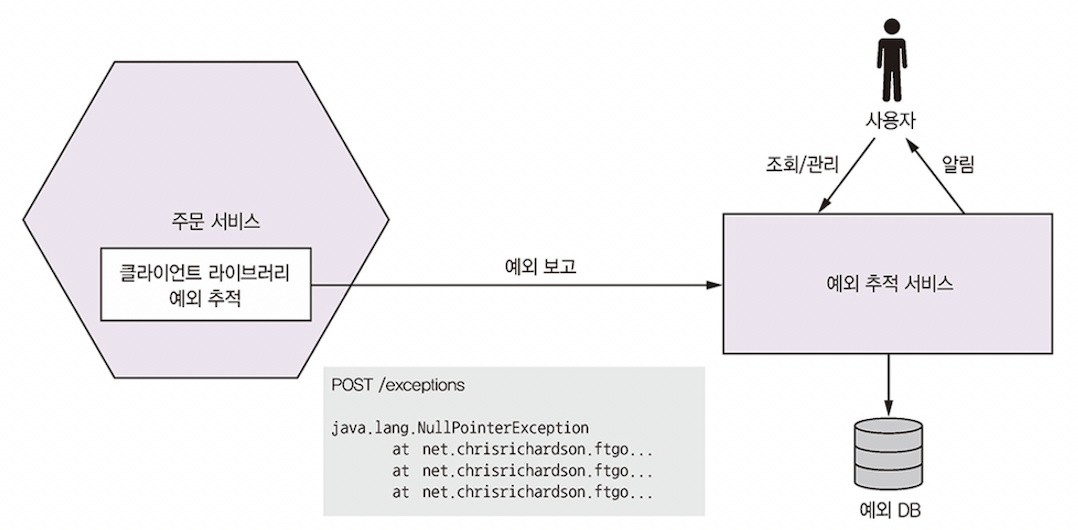 사용자
조회/관리
알림
주문 서비스
클라이언트 라이브러리
예외 추적
예외 보고
예외 추적 서비스
POST /exceptions
java.lang.NullPointerException
at net.chrisrichardson.ftgo...
at net.chrisrichardson.ftgo...
at net.chrisrichardson.ftgo...
예외 DB